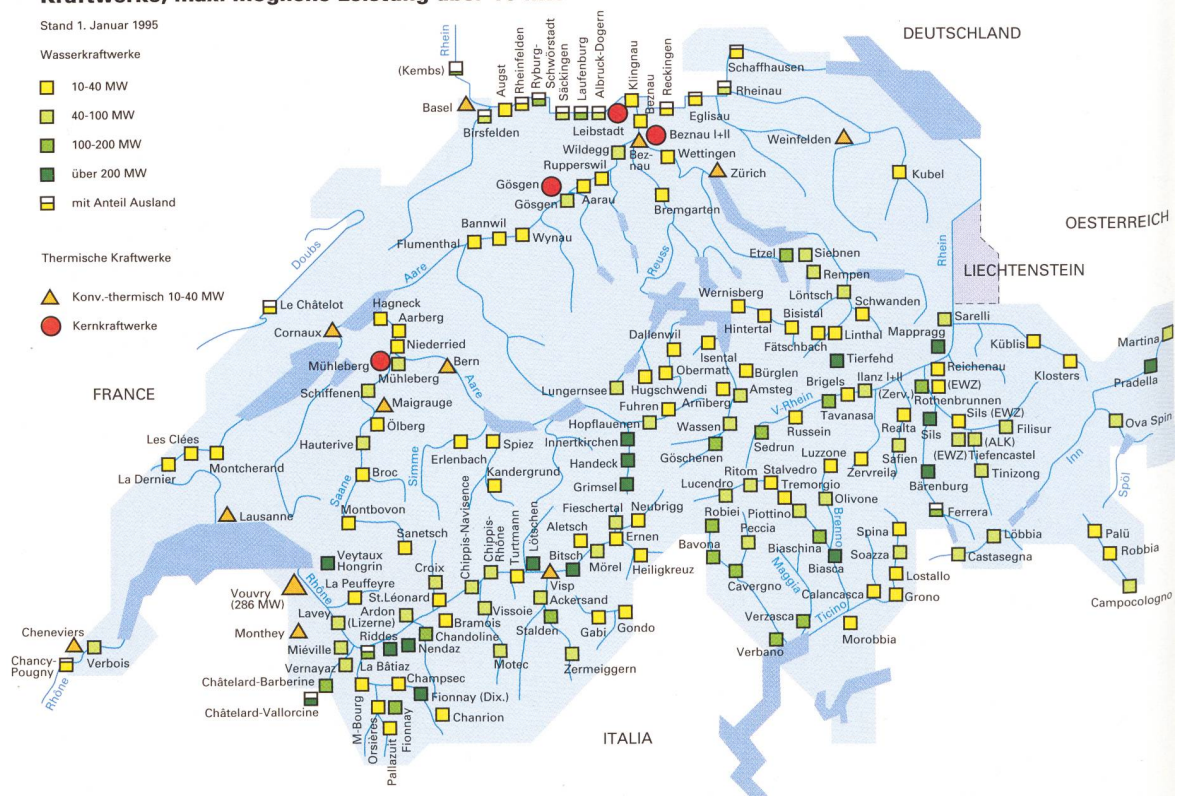 Stand 1. Januar 1995
Wasserkraftwerke
10-40 MW
40-100 MW
100-200 MW
über 200 MW
mit Anteil Ausland
Thermische Kraftwerke
Konv.-thermisch 10-40 MW
Kernkraftwerke
DEUTSCHLAND
OESTERREICH
LIECHTENSTEIN
FRANCE
ITALIA
Rhein
(Kembs)
Basel
Birsfelden
Augst
Rheinfelden
Ryburg-
Schwörstadt
Säckingen
Laufenburg
Albruck-Dogern
Leibstadt
Klingnau
Beznau
Reckingen
Eglisau
Schaffhausen
Rheinau
Beznau I+II
Bez-
nau
Wildegg
Wettingen
Rupperswil
Gösgen
Gösgen
Aarau
Bremgarten
Zürich
Weinfelden
Kubel
Bannwil
Flumenthal
Wynau
Doubs
Aare
Reuss
Rhein
Etzel
Siebnen
Rempen
Löntsch
Schwanden
Wernisberg
Bisistal
Hintertal
Fätschbach
Linthal
Mappragg
Sarelli
Küblis
Klosters
Martina
Pradella
Ova Spin
Le Châtelot
Cornaux
Hagneck
Aarberg
Niederried
Mühleberg
Mühleberg
Bern
Aare
Schiffenen
Maigrauge
Ölberg
Hauterive
Dallenwil
Isental
Obermatt
Bürglen
Tierfehd
Lungernsee
Hugschwendi
Amsteg
Arniberg
Fuhren
Hopflauenen
Wassen
Innertkirchen
Göschenen
Handeck
Grimsel
V-Rhein
Brigels
Tavanasa
Ilanz I+II
(Zerv.)
Reichenau
(EWZ)
Rothenbrunnen
Russein
Sedrun
Realta
Sils
Sils (EWZ)
Filisur
(ALK)
(EWZ)
Tiefencastel
Safien
Tinizong
Luzzone
Zervreila
Bärenburg
Inn
Spöl
Les Clées
La Dernier
Montcherand
Lausanne
Saane
Simme
Broc
Montbovon
Erlenbach
Spiez
Kandergrund
Sanetsch
Veytaux
Hongrin
Rhône
Vouvry
(286 MW)
La Peuffeyre
Croix
Chippis-Navisence
Chippis-
Rhône
Turtmann
Lötschen
Fieschertal
Neubrigg
Aletsch
Ernen
Bitsch
Mörel
Heiligkreuz
Visp
Ackersand
Stalden
Vissoie
Motec
Gabi
Gondo
Zermeiggern
St.Léonard
Ardon
Bramois
Lavey
(Lizerne)
Riddes
Chandoline
Nendaz
Monthey
Miéville
Vernayaz
La Bâtiaz
Châtelard-Barberine
Châtelard-Vallorcine
Champsec
Fionnay (Dix.)
Chanrion
M-Bourg
Orsières
Pallazuit
Fionnay
Cheneviers
Verbois
Chancy-
Pougny
Rhône
Ritom
Stalvedro
Lucendro
Tremorgio
Olivone
Robiei
Piottino
Peccia
Brenno
Bavona
Biaschina
Biasca
Cavergno
Maggia
Ticino
Verzasca
Verbano
Morobbia
Calancasca
Spina
Soazza
Lostallo
Grono
Ferrera
Löbbia
Castasegna
Palü
Robbia
Campocologno